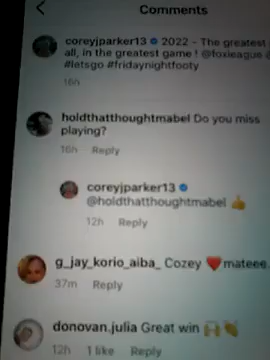 Comments
coreyjparker13 2022 - The greatest
all, in the greatest game ! @foxleague
#letsgo #fridaynightfooty
16h
holdthatthoughtmabel Do you miss
playing?
16h Reply
coreyjparker13
@holdthatthoughtmabel 👍
12h Reply
g_jay_korio_aiba_ Cozey ❤️ mateee
37m Reply
donovan.julia Great win 🙌👏
12h 1 like Reply